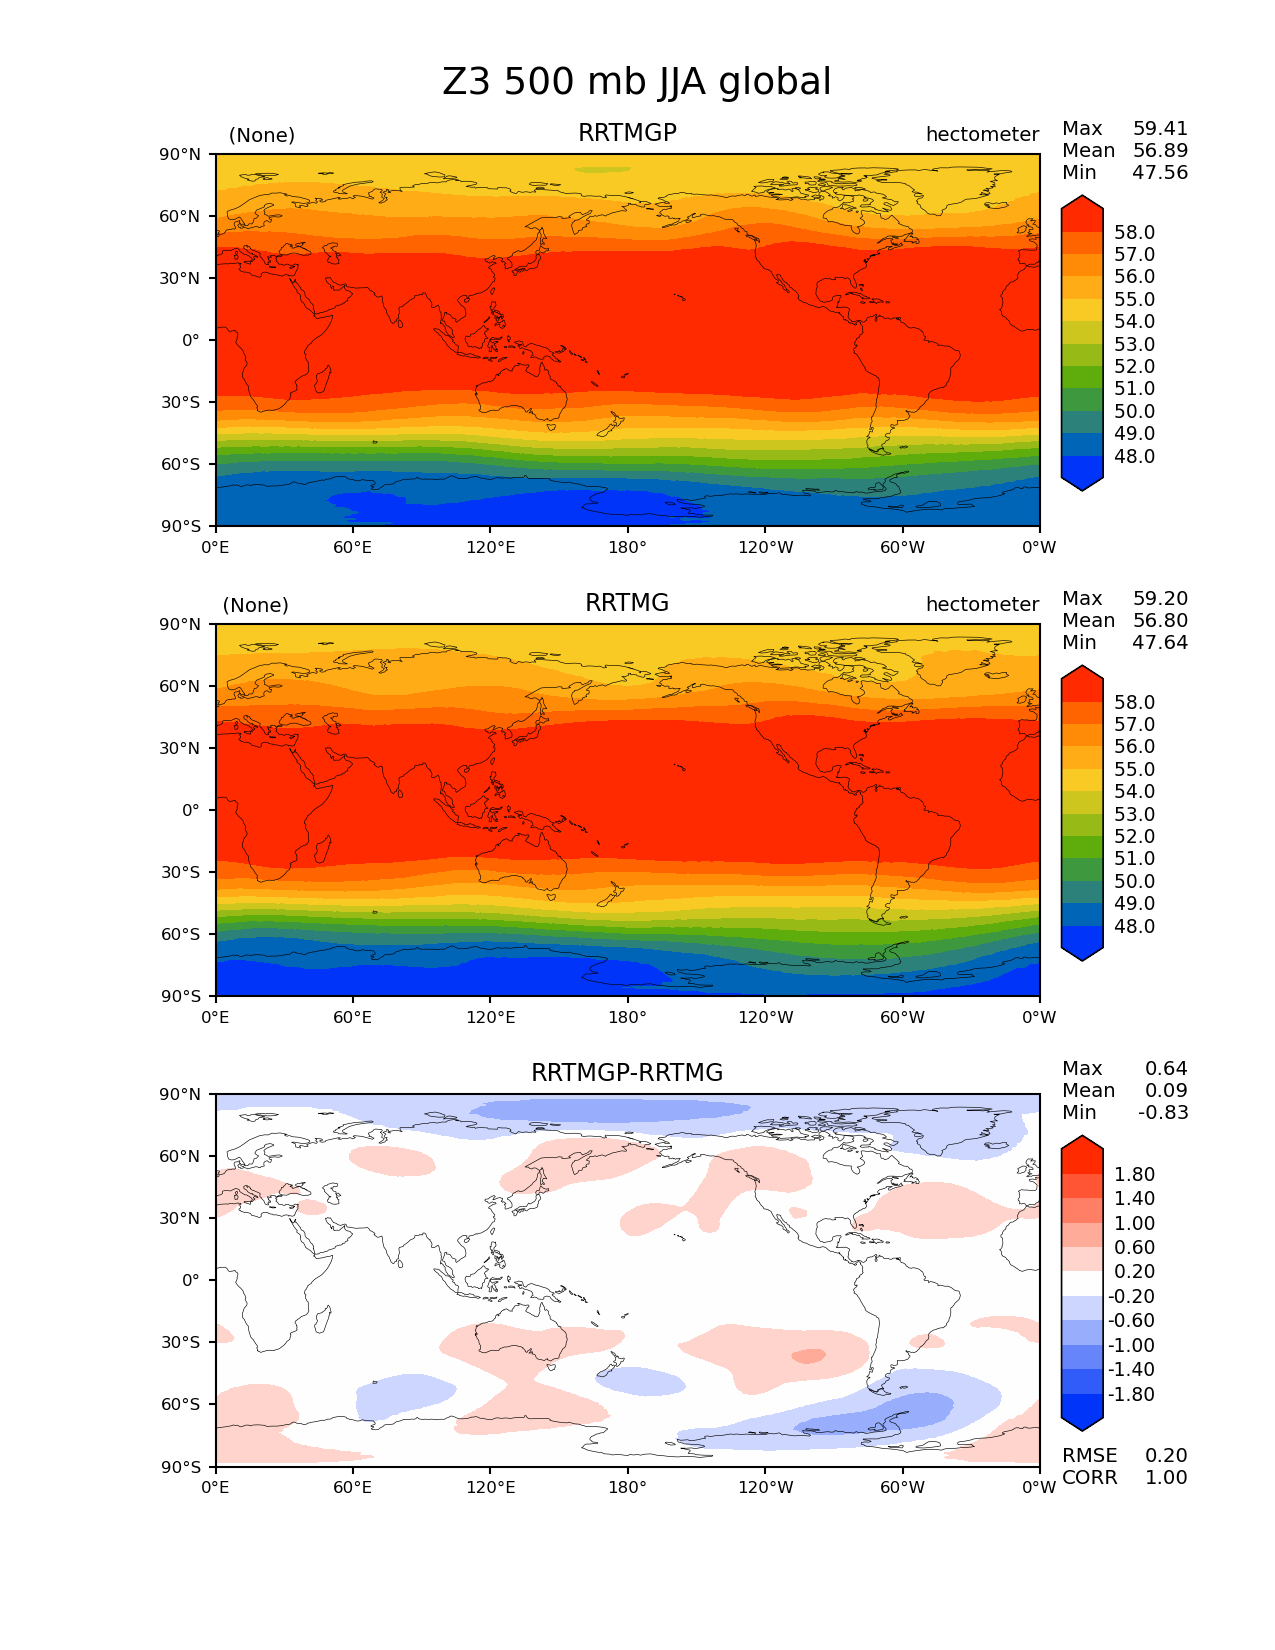 Z3 500 mb JJA global
(None) RRTMGP hectometer
Max 59.41
Mean 56.89
Min 47.56
90°N
60°N
30°N
0°
30°S
60°S
90°S
0°E 60°E 120°E 180° 120°W 60°W 0°W
58.0
57.0
56.0
55.0
54.0
53.0
52.0
51.0
50.0
49.0
48.0
(None) RRTMG hectometer
Max 59.20
Mean 56.80
Min 47.64
90°N
60°N
30°N
0°
30°S
60°S
90°S
0°E 60°E 120°E 180° 120°W 60°W 0°W
58.0
57.0
56.0
55.0
54.0
53.0
52.0
51.0
50.0
49.0
48.0
RRTMGP-RRTMG
Max 0.64
Mean 0.09
Min -0.83
90°N
60°N
30°N
0°
30°S
60°S
90°S
0°E 60°E 120°E 180° 120°W 60°W 0°W
1.80
1.40
1.00
0.60
0.20
-0.20
-0.60
-1.00
-1.40
-1.80
RMSE 0.20
CORR 1.00